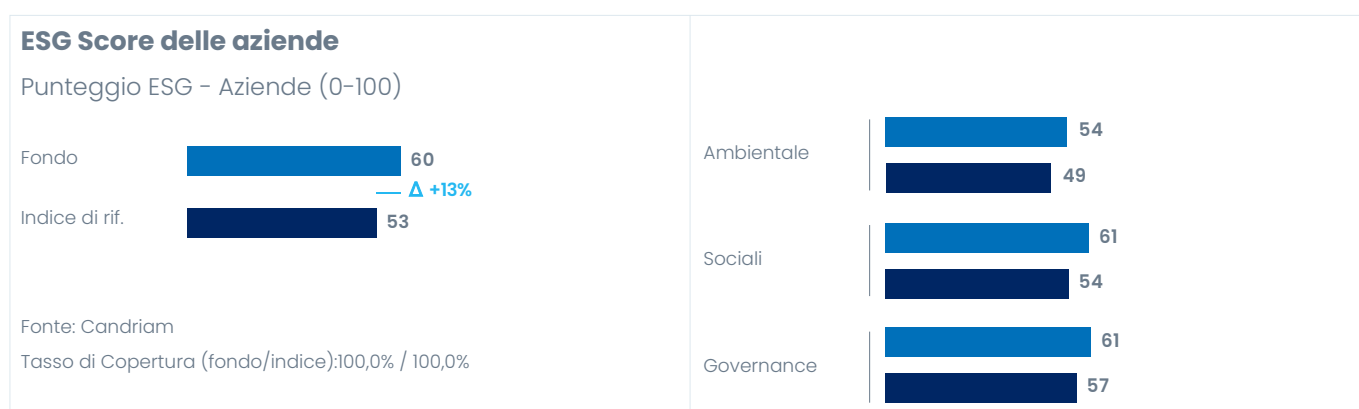 ESG Score delle aziende
Punteggio ESG - Aziende (0-100)
Fondo
60
Δ +13%
Indice di rif.
53
Fonte: Candriam
Tasso di Copertura (fondo/indice):100,0% / 100,0%
Ambientale
54
49
Sociali
61
54
Governance
61
57